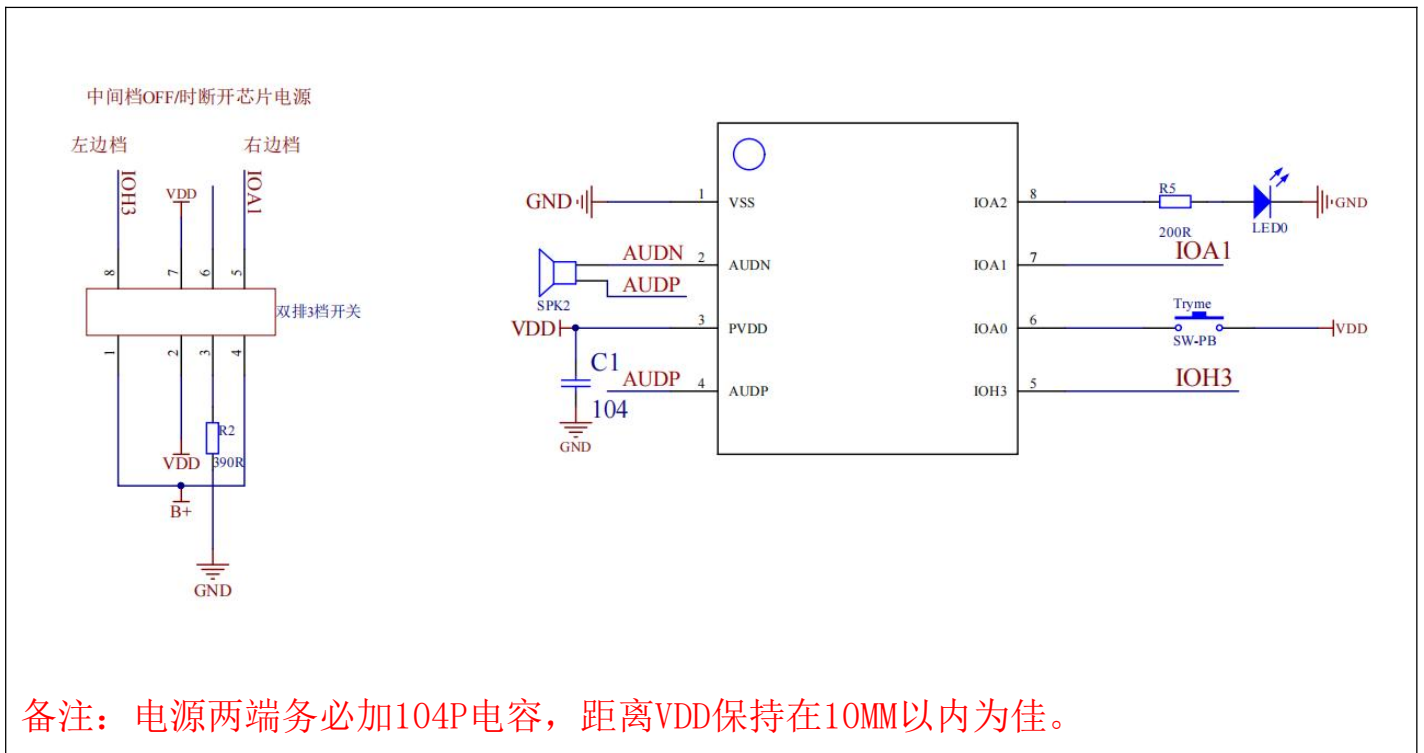 中间档OFF/时断开芯片电源
左边档
右边档
IOH3
VDD
IOA1
8
7
6
5
双排3档开关
1
2
3
4
R2
390R
VDD
B+
GND
GND
1
VSS
AUDN
2
AUDN
AUDP
SPK2
VDD
3
PVDD
C1
104
GND
AUDP
4
AUDP
IOA2
8
R5
200R
LED0
GND
IOA1
7
IOA1
IOA0
6
Tryme
SW-PB
VDD
IOH3
5
IOH3
备注：电源两端务必加104P电容，距离VDD保持在10MM以内为佳。